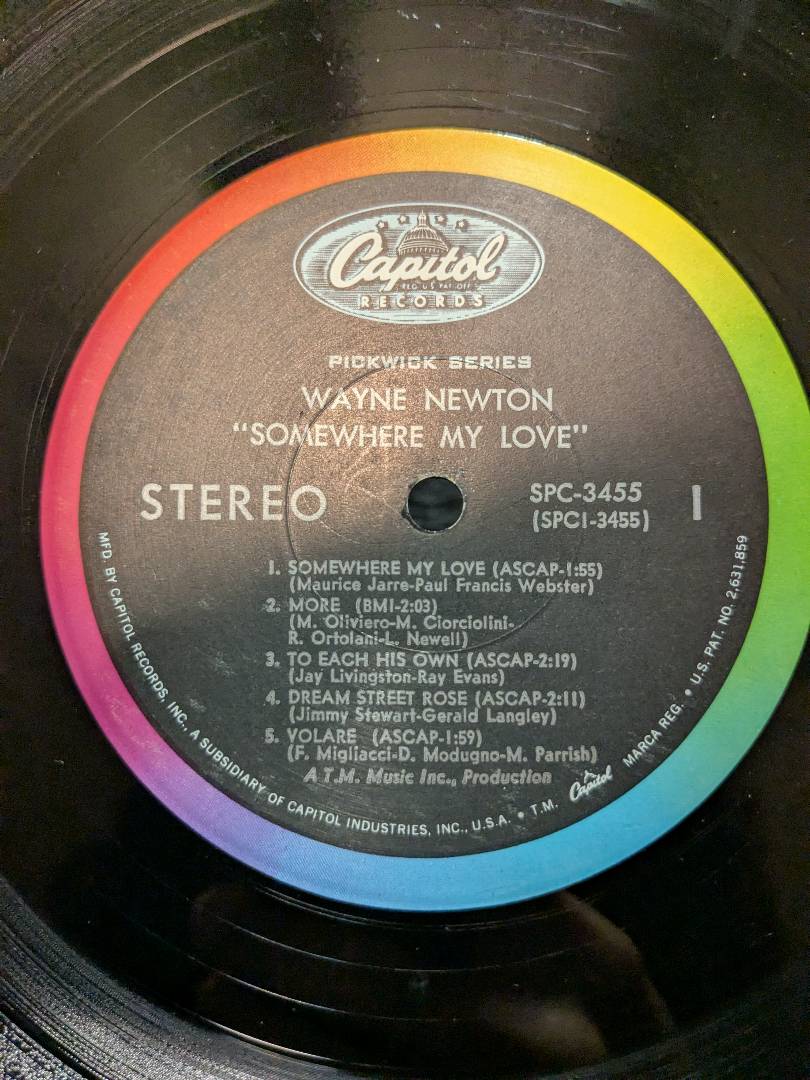 Capitol
REG. U.S. PAT. OFF.
RECORDS
PICKWICK SERIES
WAYNE NEWTON
“SOMEWHERE MY LOVE”
STEREO
SPC-3455
(SPC1-3455)
1
1. SOMEWHERE MY LOVE (ASCAP-1:55)
(Maurice Jarre-Paul Francis Webster)
2. MORE (BMI-2:03)
(M. Oliviero-M. Ciorciolini-
R. Ortolani-L. Newell)
3. TO EACH HIS OWN (ASCAP-2:19)
(Jay Livingston-Ray Evans)
4. DREAM STREET ROSE (ASCAP-2:11)
(Jimmy Stewart-Gerald Langley)
5. VOLARE (ASCAP-1:59)
(F. Migliacci-D. Modugno-M. Parrish)
A T.M. Music Inc., Production
MFD. BY CAPITOL RECORDS, INC., A SUBSIDIARY OF CAPITOL INDUSTRIES, INC., U.S.A. • T.M. Capitol MARCA REG. • U.S. PAT. NO. 2,631,859